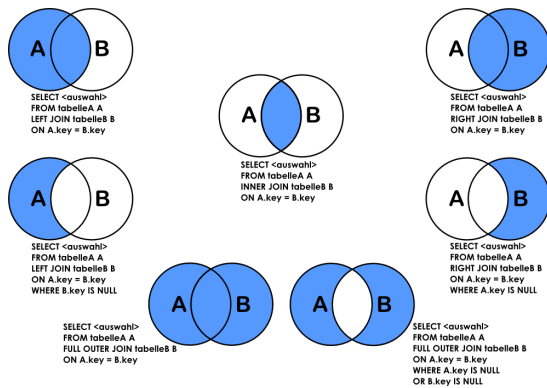 A B
SELECT <auswahl>
FROM tabelleA A
LEFT JOIN tabelleB B
ON A.key = B.key
A B
SELECT <auswahl>
FROM tabelleA A
RIGHT JOIN tabelleB B
ON A.key = B.key
A B
SELECT <auswahl>
FROM tabelleA A
INNER JOIN tabelleB B
ON A.key = B.key
A B
SELECT <auswahl>
FROM tabelleA A
LEFT JOIN tabelleB B
ON A.key = B.key
WHERE B.key IS NULL
A B
SELECT <auswahl>
FROM tabelleA A
RIGHT JOIN tabelleB B
ON A.key = B.key
WHERE A.key IS NULL
A B
SELECT <auswahl>
FROM tabelleA A
FULL OUTER JOIN tabelleB B
ON A.key = B.key
A B
SELECT <auswahl>
FROM tabelleA A
FULL OUTER JOIN tabelleB B
ON A.key = B.key
WHERE A.key IS NULL
OR B.key IS NULL